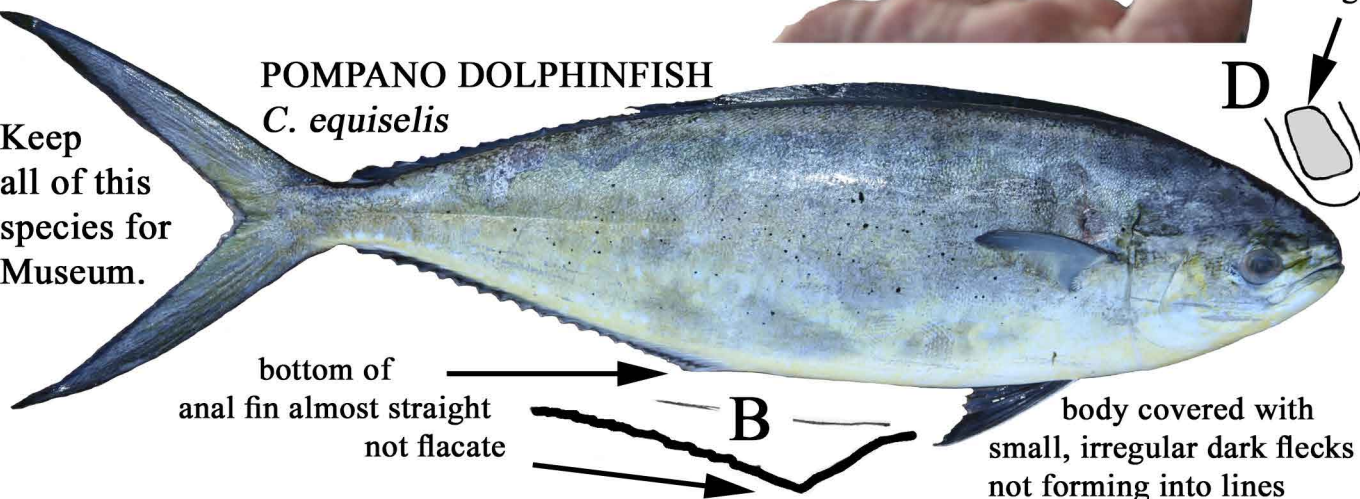 POMPANO DOLPHINFISH
C. equiselis
D
Keep
all of this
species for
Museum.
bottom of
anal fin almost straight
not flacate
B
body covered with
small, irregular dark flecks
not forming into lines